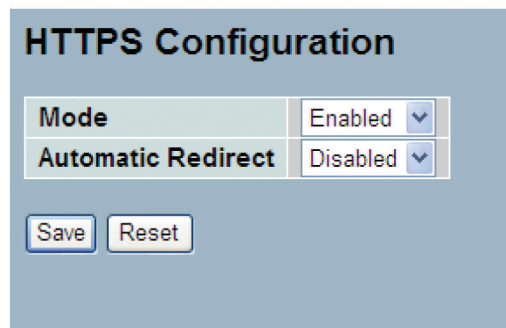 HTTPS Configuration
Mode Enabled
Automatic Redirect Disabled
Save Reset